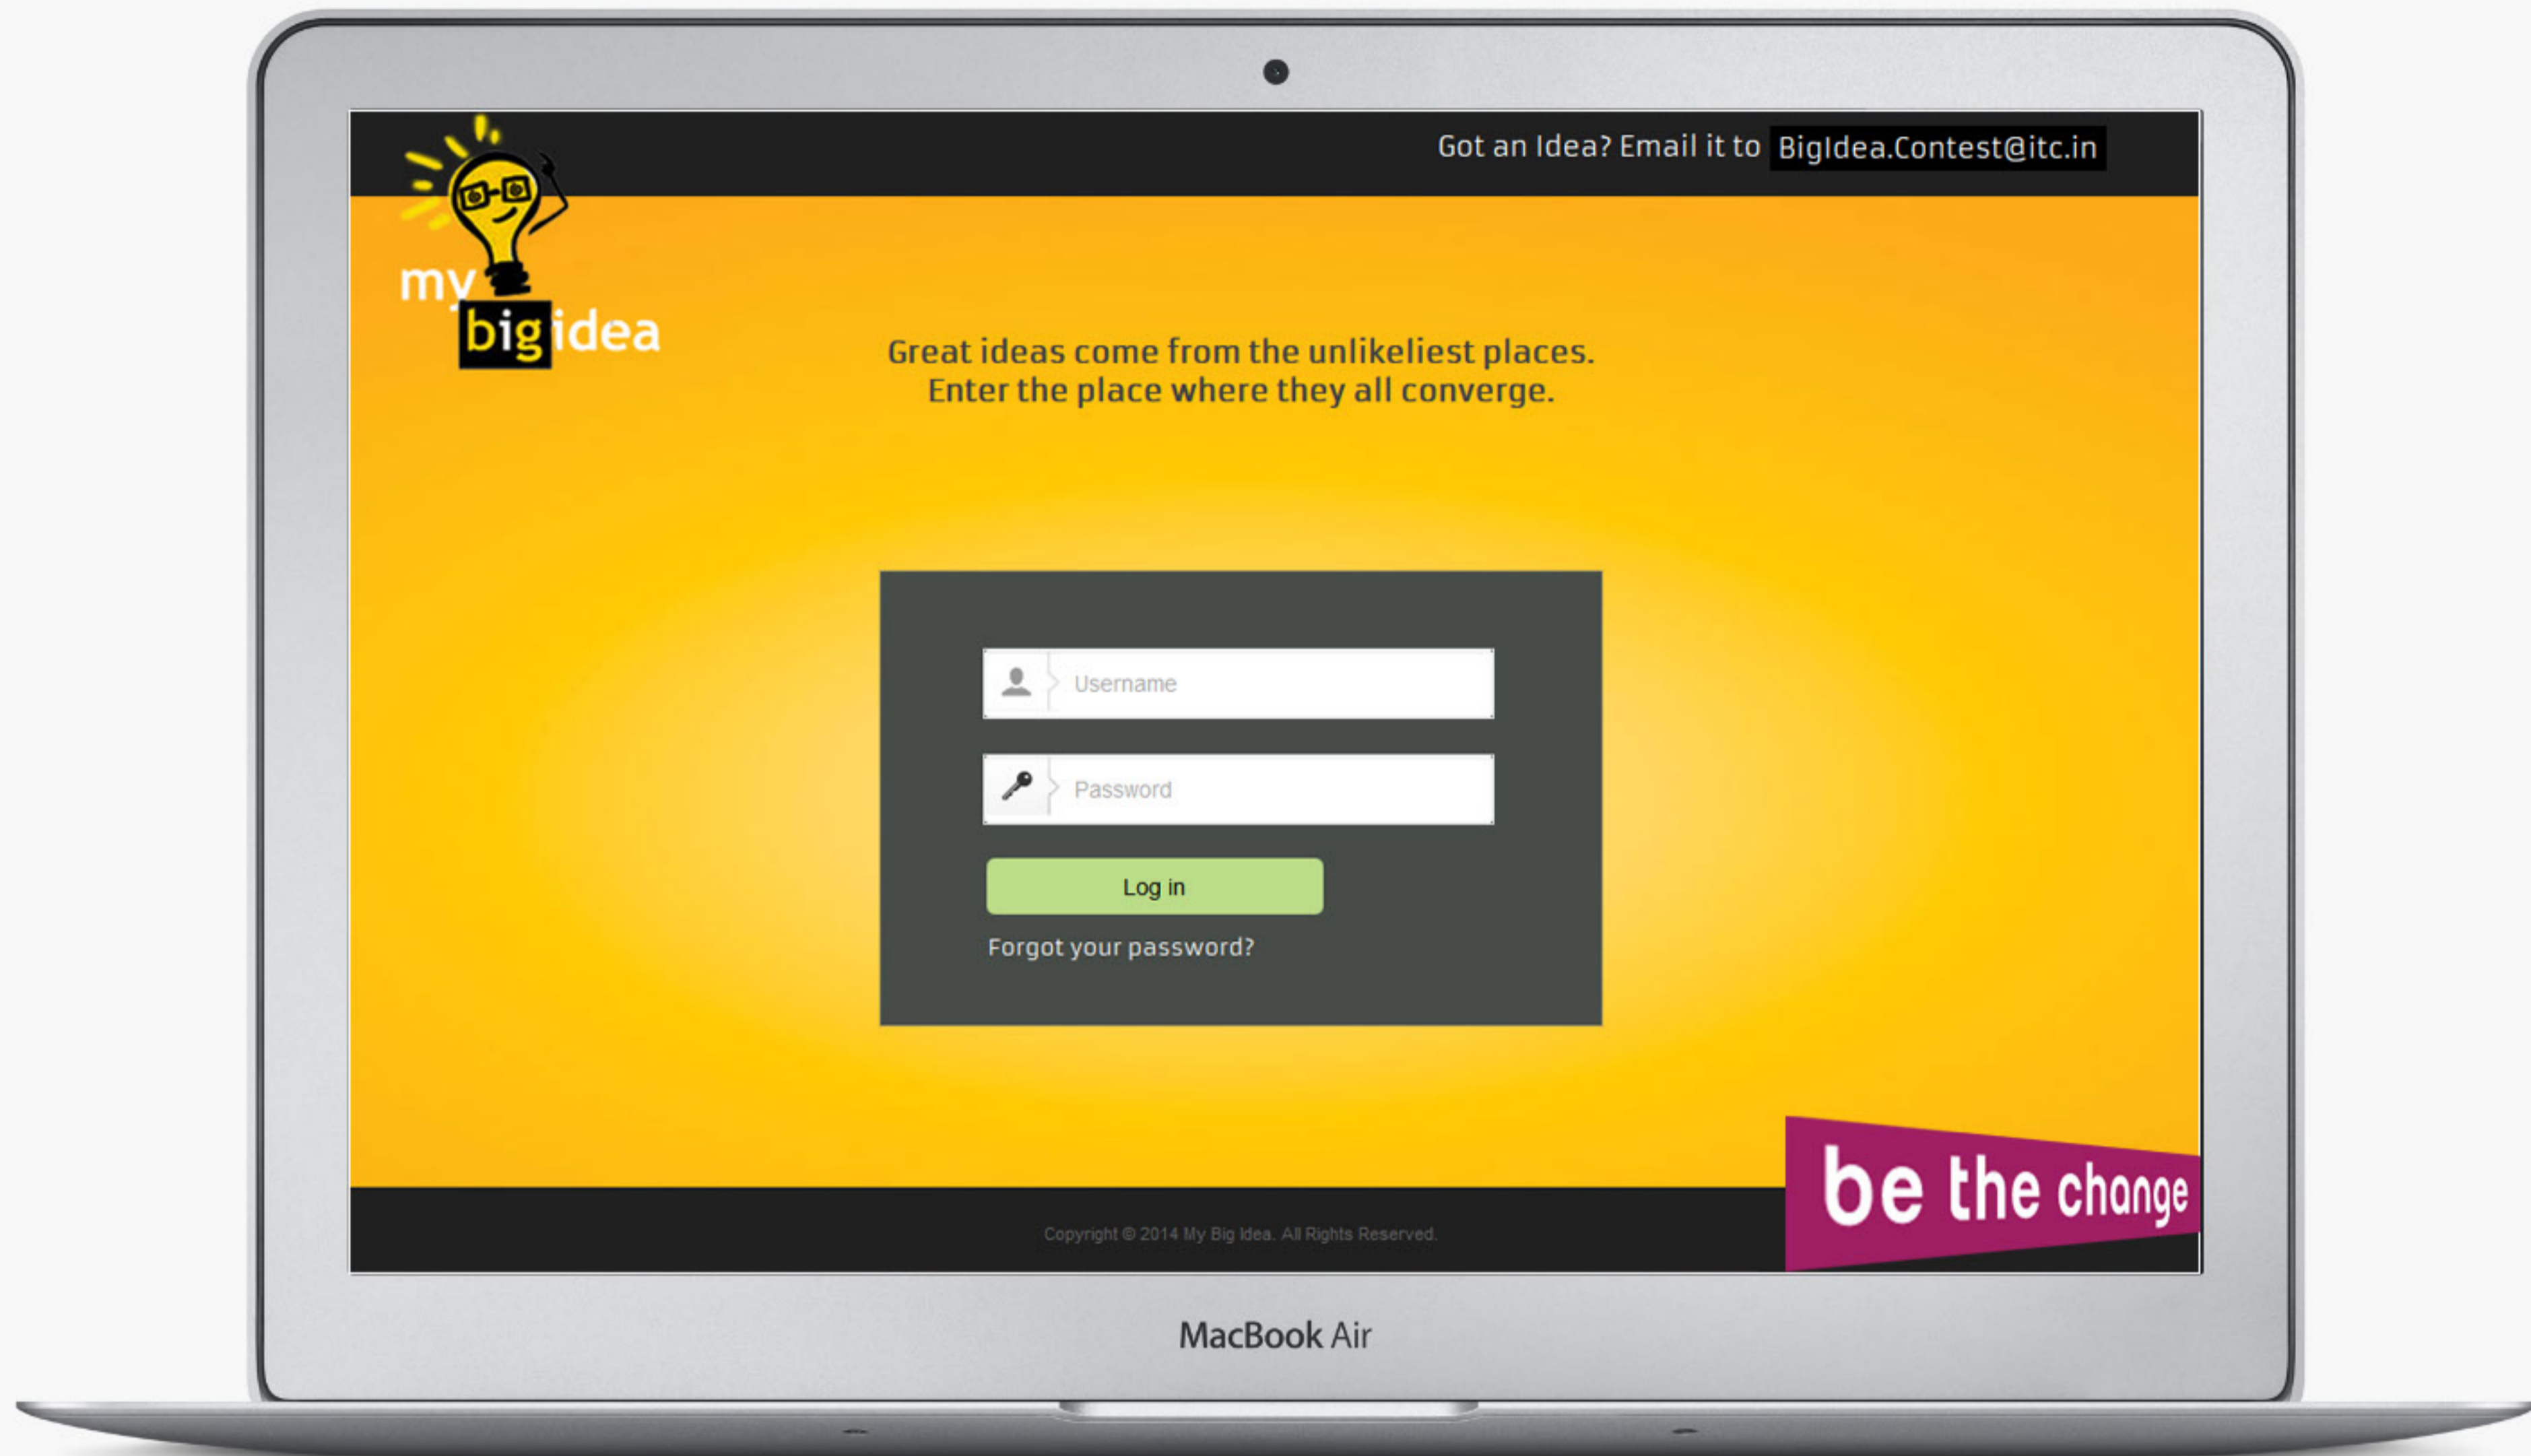 Got an Idea? Email it to BigIdea.Contest@itc.in
my
big idea
Great ideas come from the unlikeliest places.
Enter the place where they all converge.
Username
Password
Log in
Forgot your password?
be the change
Copyright © 2014 My Big Idea. All Rights Reserved.
MacBook Air